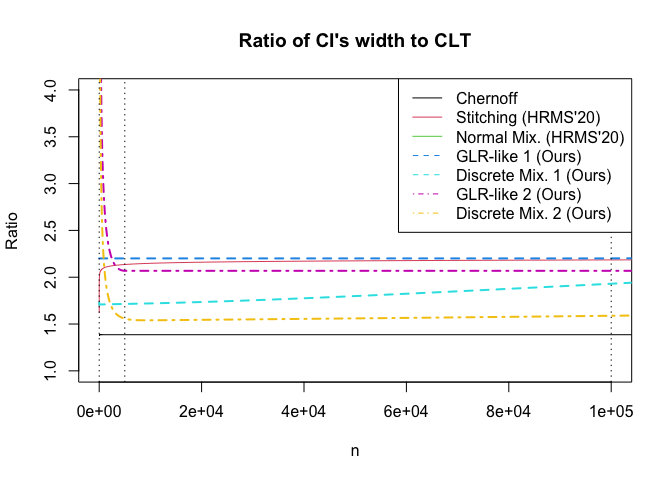 Ratio of CI's width to CLT
Chernoff
Stitching (HRMS'20)
Normal Mix. (HRMS'20)
GLR-like 1 (Ours)
Discrete Mix. 1 (Ours)
GLR-like 2 (Ours)
Discrete Mix. 2 (Ours)
Ratio
4.0
3.5
3.0
2.5
2.0
1.5
1.0
0e+00 2e+04 4e+04 6e+04 8e+04 1e+05
n